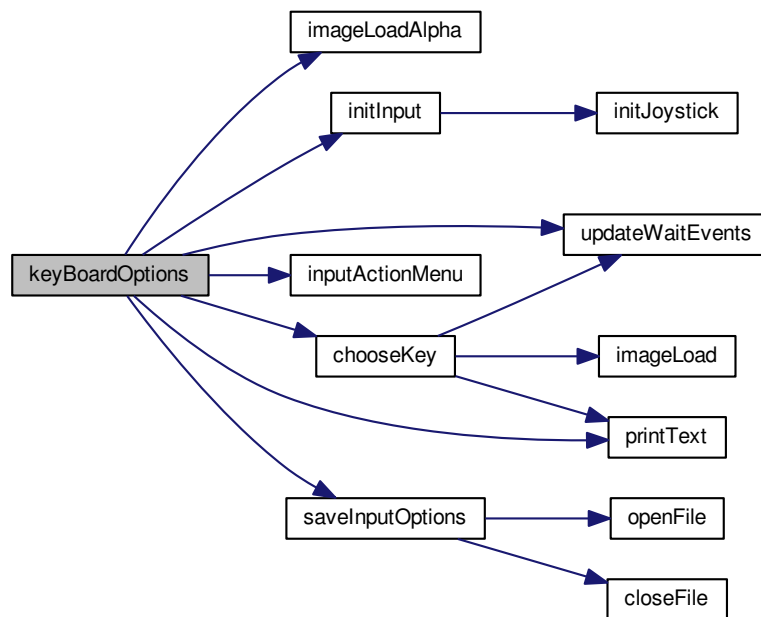 imageLoadAlpha
initInput
initJoystick
updateWaitEvents
keyBoardOptions
inputActionMenu
chooseKey
imageLoad
printText
saveInputOptions
openFile
closeFile